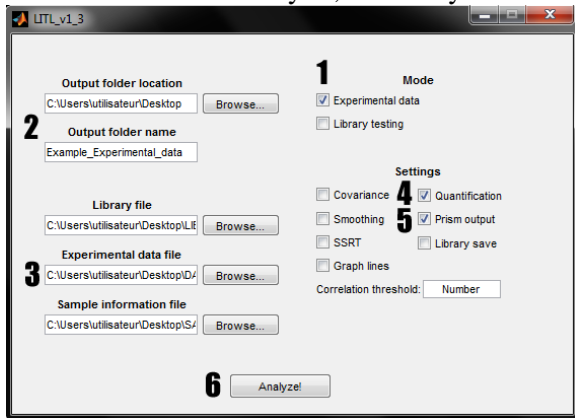 LITL_v1_3
1
Mode
Output folder location
C:\Users\utilisateur\Desktop Browse...
Experimental data
Library testing
2
Output folder name
Example_Experimental_data
Settings
Library file
C:\Users\utilisateur\Desktop\LIE Browse...
Covariance 4 Quantification
Smoothing 5 Prism output
SSRT Library save
Graph lines
Correlation threshold: Number
3
Experimental data file
C:\Users\utilisateur\Desktop\DA Browse...
Sample information file
C:\Users\utilisateur\Desktop\SA Browse...
6 Analyze!